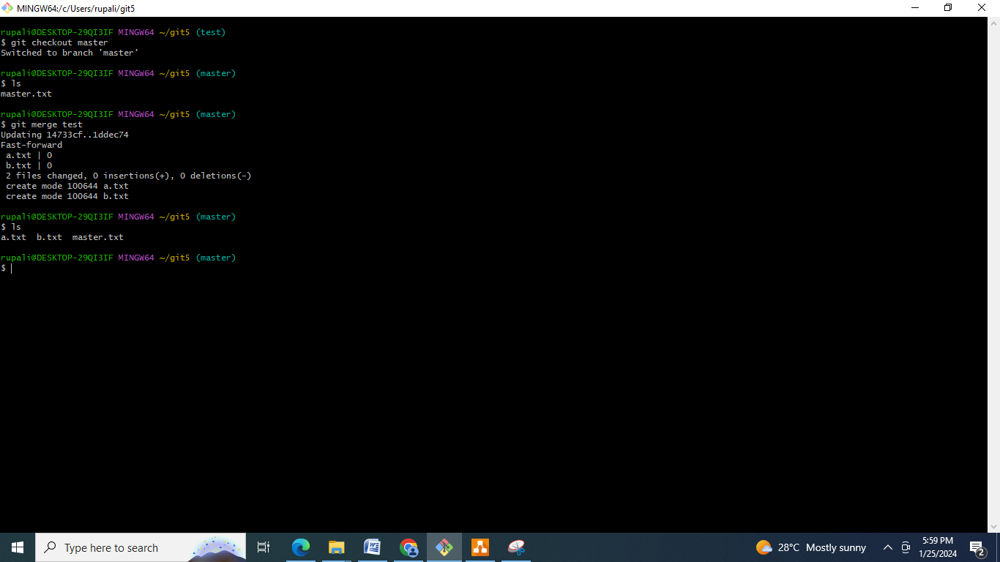 MINGW64:/c/Users/rupali/git5
rupali@DESKTOP-29QI3IF MINGW64 ~/git5 (test)
$ git checkout master
Switched to branch 'master'
rupali@DESKTOP-29QI3IF MINGW64 ~/git5 (master)
$ ls
master.txt
rupali@DESKTOP-29QI3IF MINGW64 ~/git5 (master)
$ git merge test
Updating 14733cf..1ddec74
Fast-forward
 a.txt | 0
 b.txt | 0
 2 files changed, 0 insertions(+), 0 deletions(-)
 create mode 100644 a.txt
 create mode 100644 b.txt
rupali@DESKTOP-29QI3IF MINGW64 ~/git5 (master)
$ ls
a.txt  b.txt  master.txt
rupali@DESKTOP-29QI3IF MINGW64 ~/git5 (master)
$
Type here to search
28°C Mostly sunny
5:59 PM
1/25/2024
2